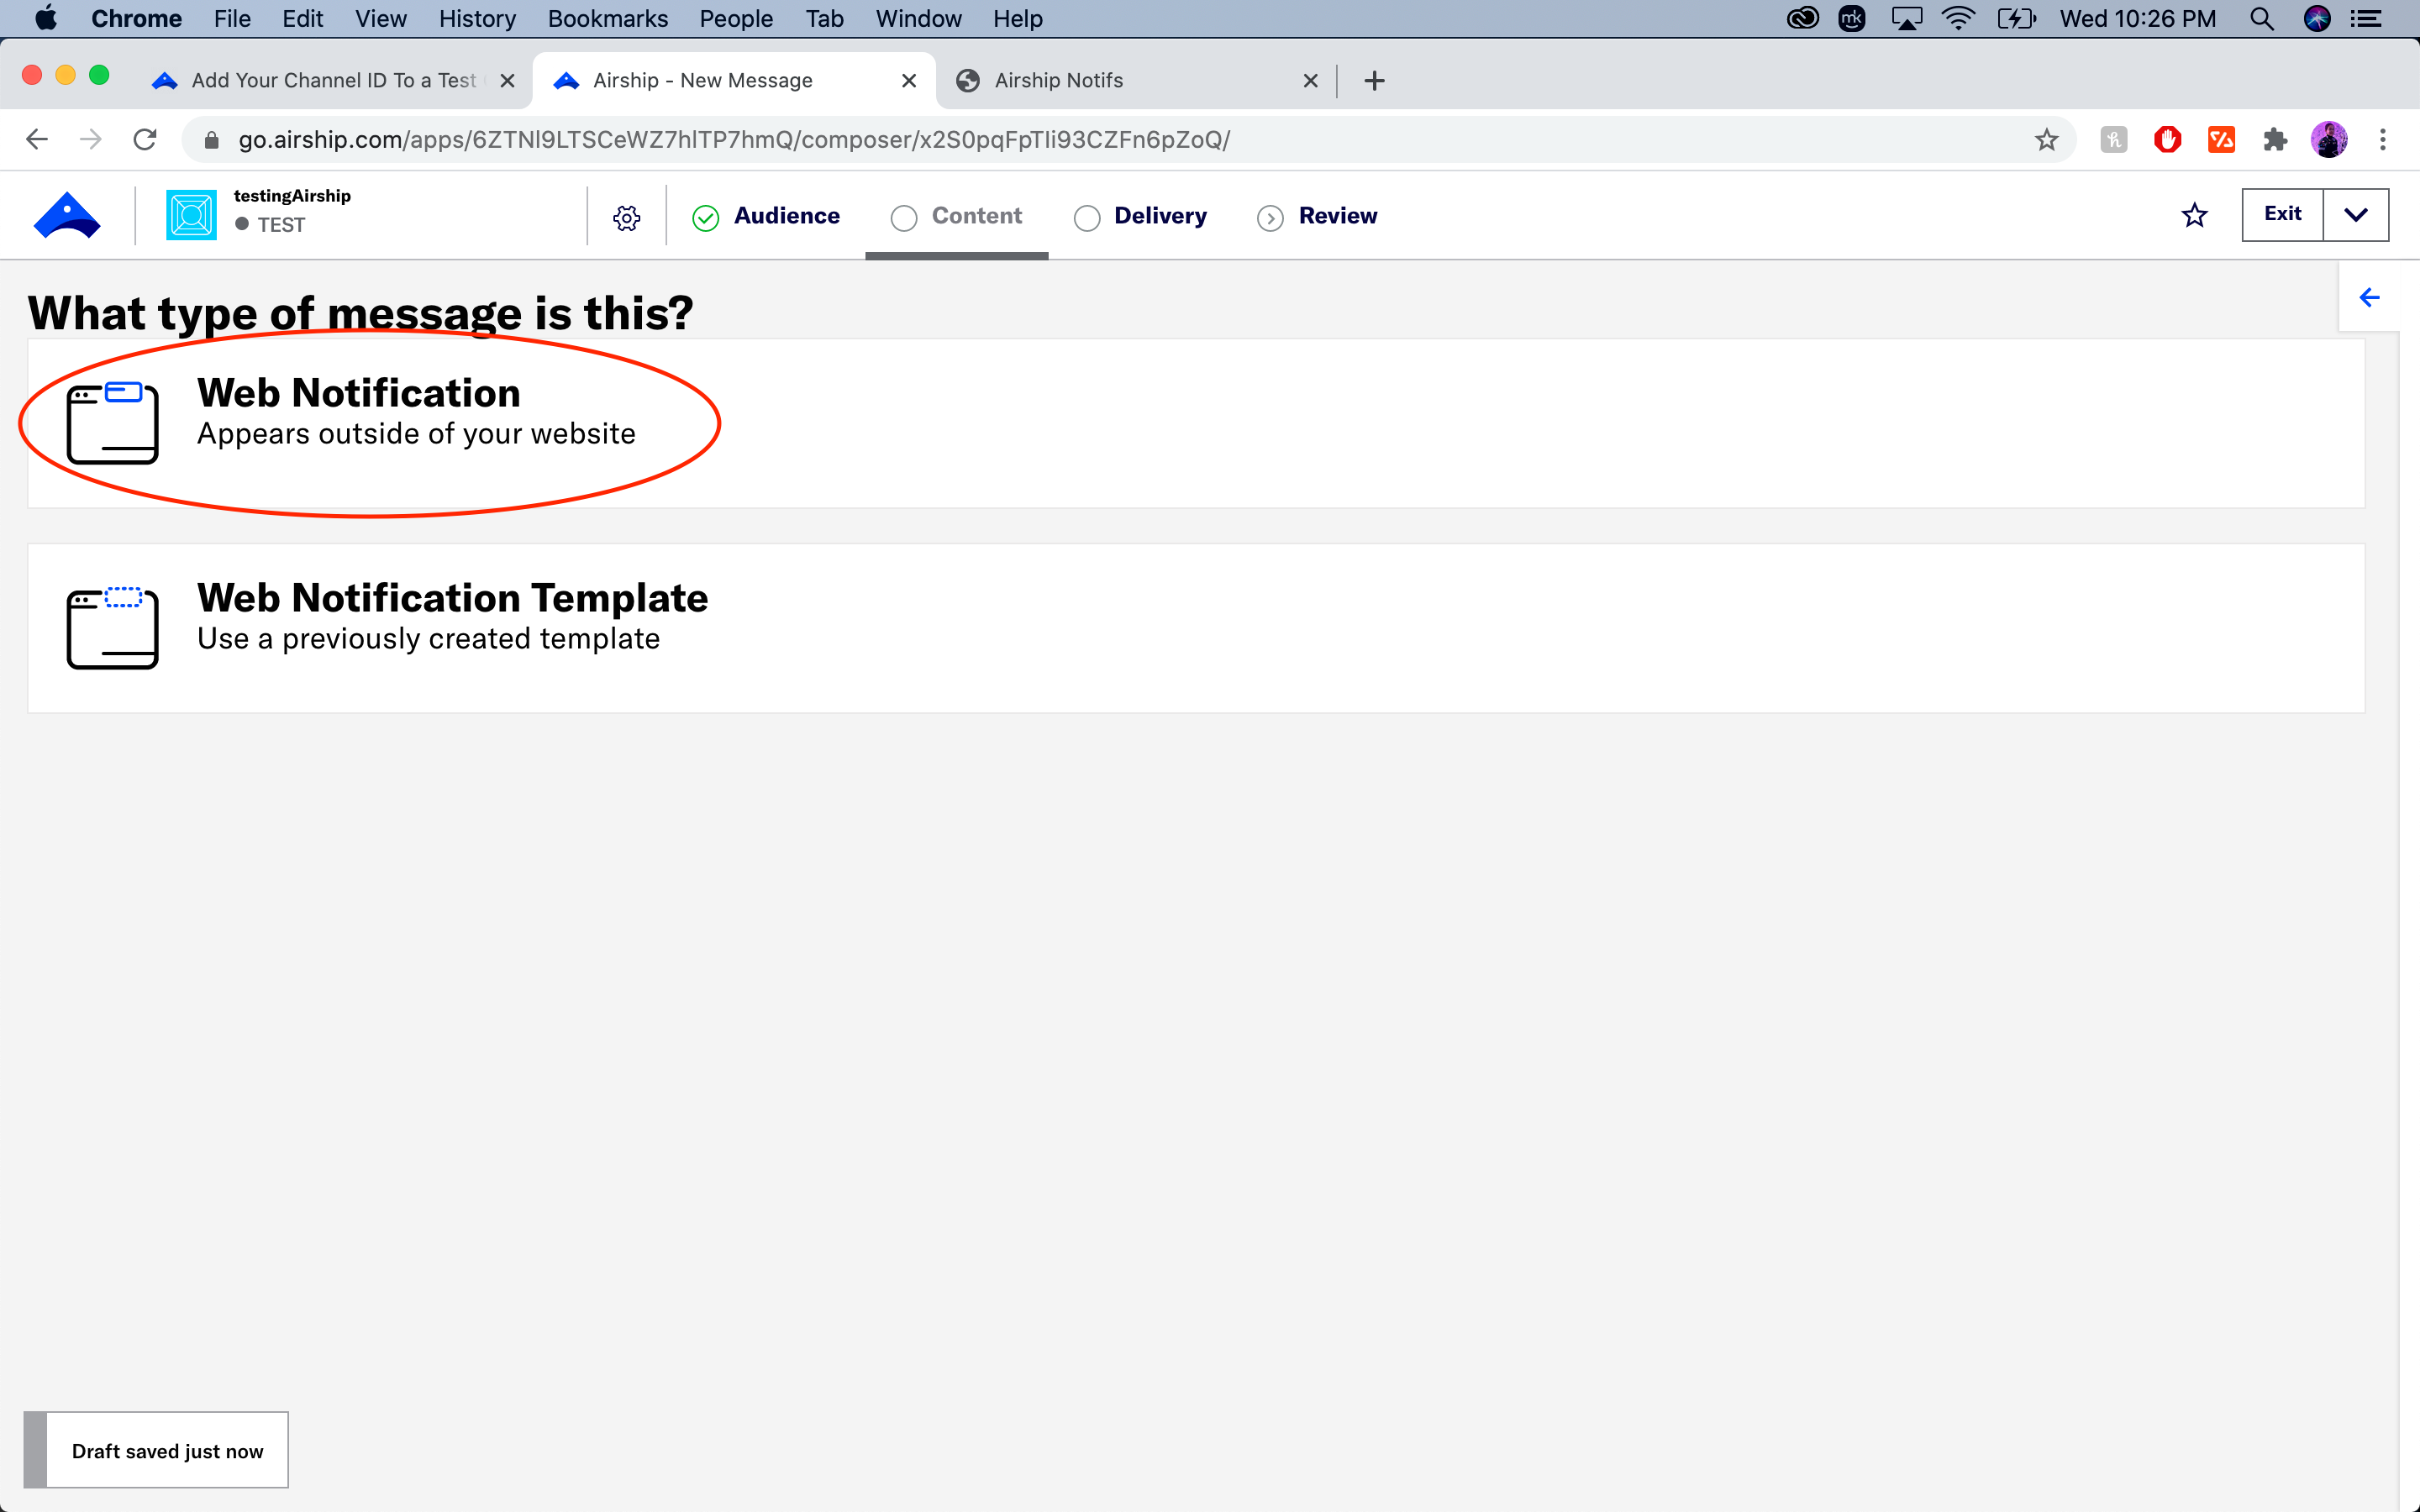 Chrome File Edit View History Bookmarks People Tab Window Help mk Wed 10:26 PM
Add Your Channel ID To a Test
Airship - New Message
Airship Notifs
go.airship.com/apps/6ZTNl9LTSCeWZ7hlTP7hmQ/composer/x2S0pqFpTli93CZFn6pZoQ/
testingAirship
TEST
Audience
Content
Delivery
Review
Exit
What type of message is this?
Web Notification
Appears outside of your website
Web Notification Template
Use a previously created template
Draft saved just now